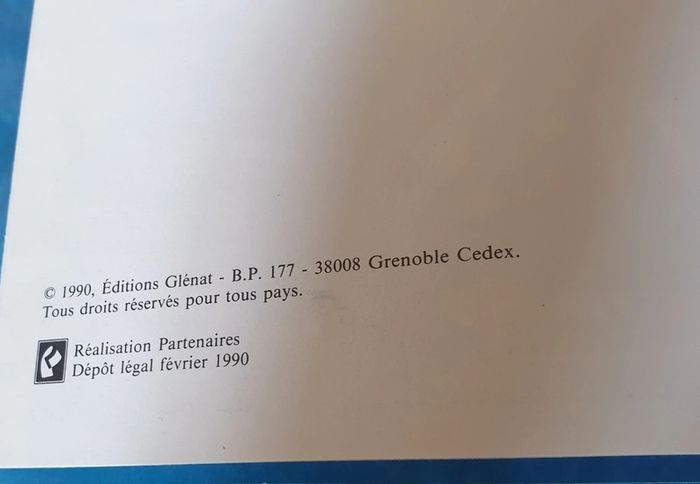 © 1990, Éditions Glénat - B.P. 177 - 38008 Grenoble Cedex.
Tous droits réservés pour tous pays.
Réalisation Partenaires
Dépôt légal février 1990